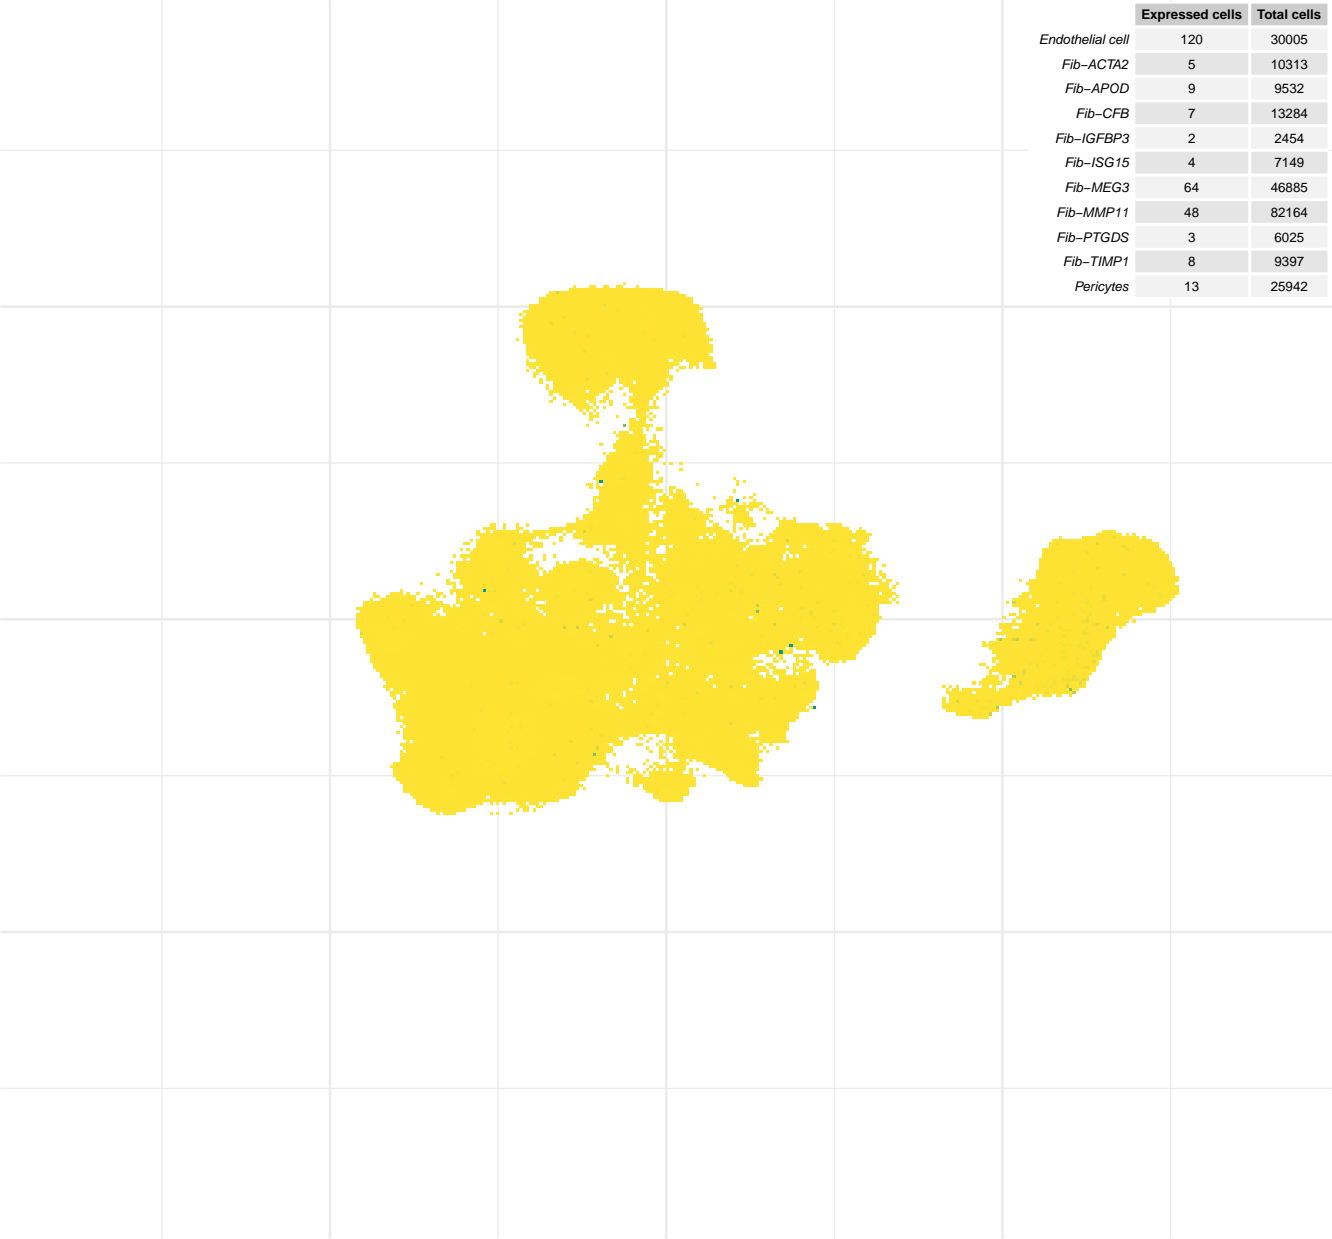 Expressed cells Total cells
Endothelial cell 120 30005
Fib−ACTA2 5 10313
Fib−APOD 9 9532
Fib−CFB 7 13284
Fib−IGFBP3 2 2454
Fib−ISG15 4 7149
Fib−MEG3 64 46885
Fib−MMP11 48 82164
Fib−PTGDS 3 6025
Fib−TIMP1 8 9397
Pericytes 13 25942